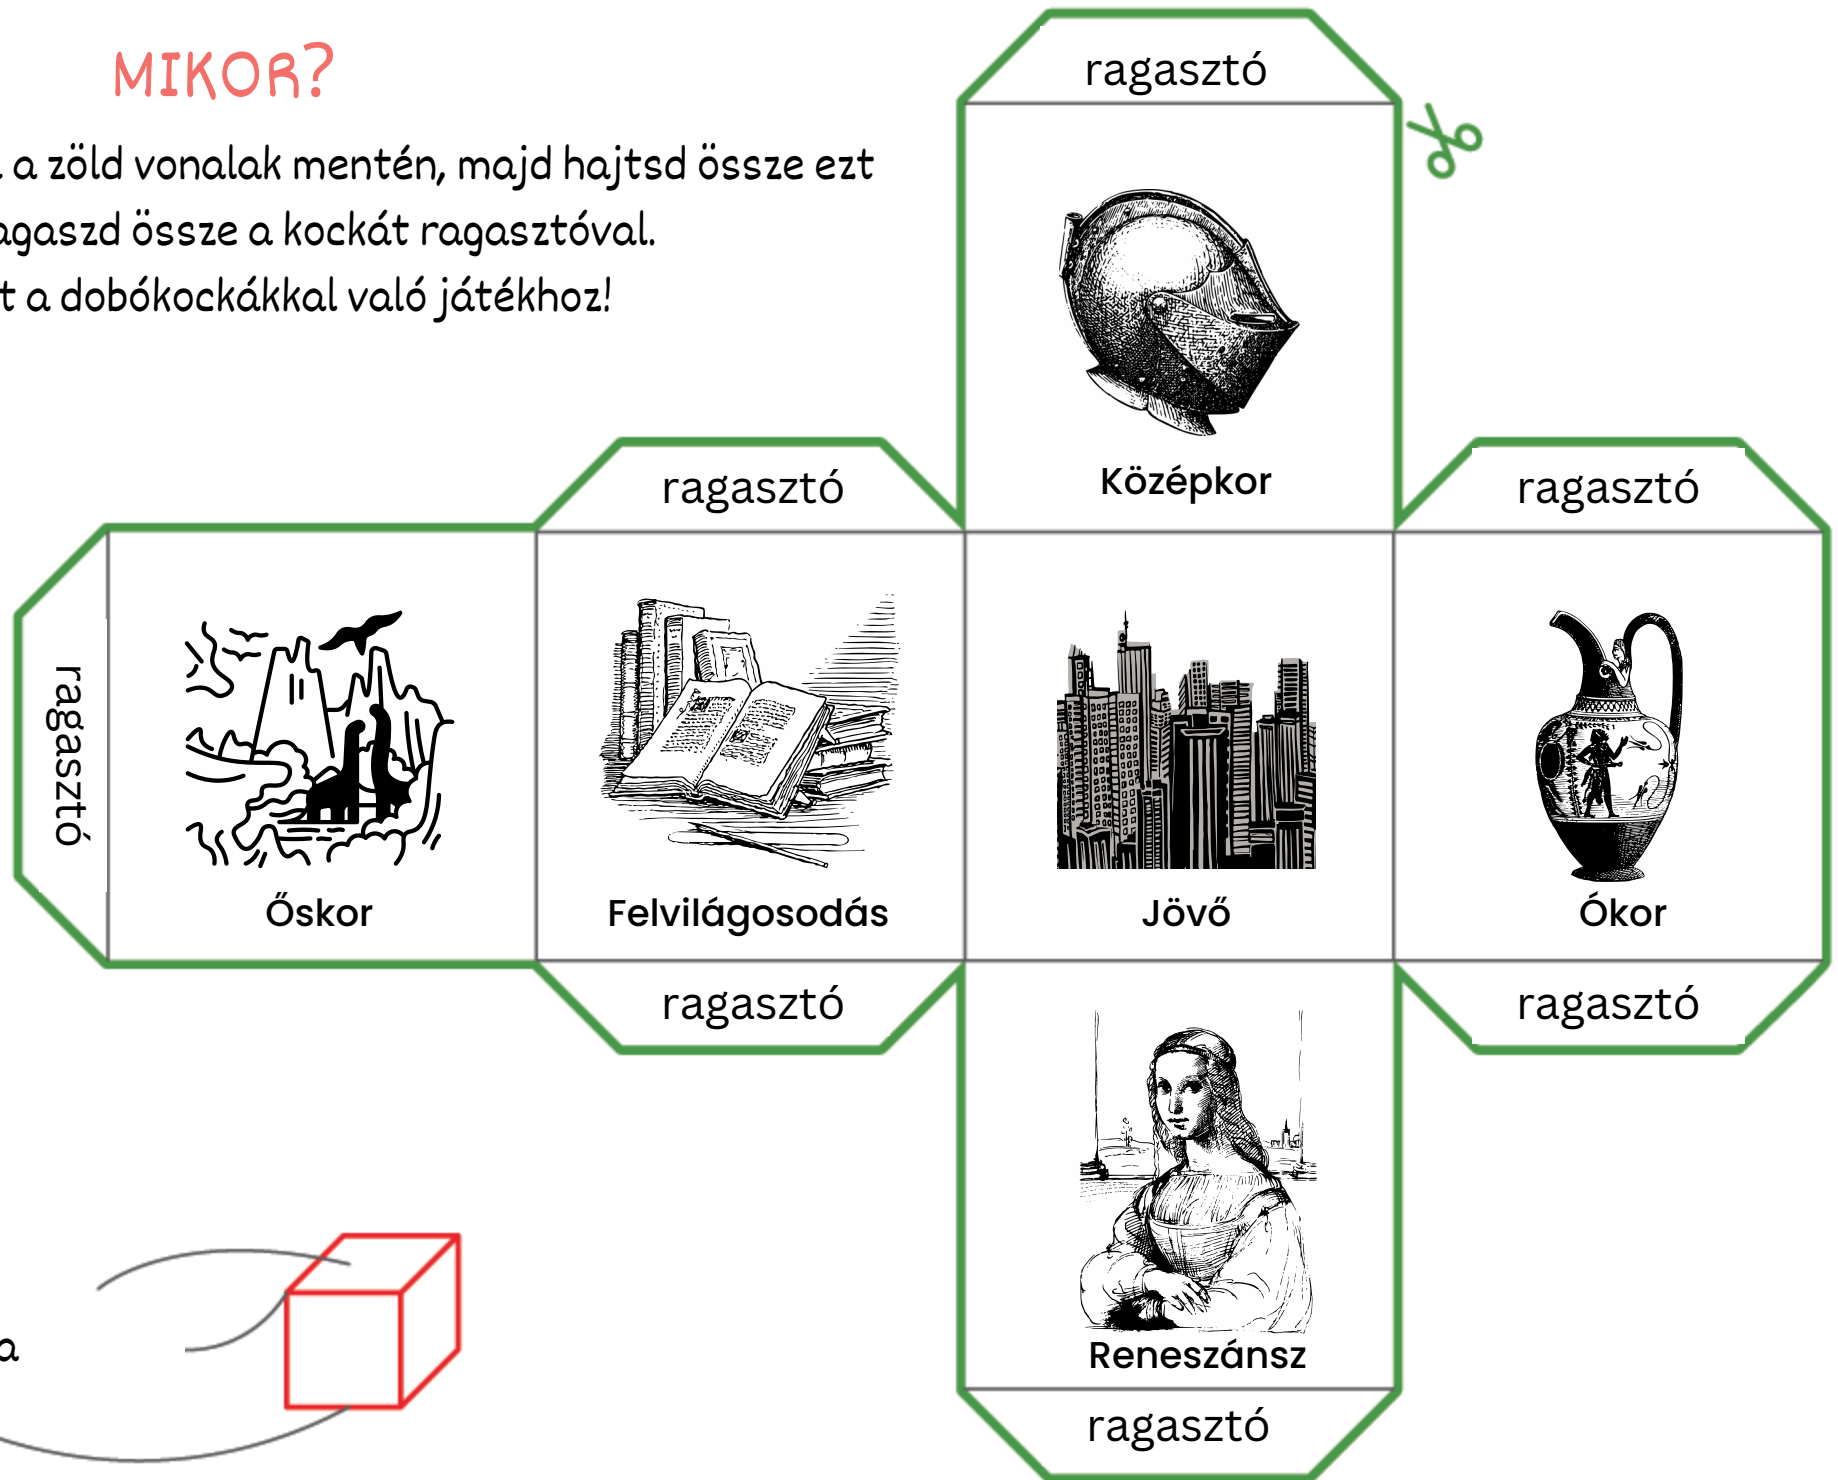 MIKOR?
a zöld vonalak mentén, majd hajtsd össze ezt
agaszd össze a kockát ragasztóval.
t a dobókockákkal való játékhoz!
ragasztó
Középkor
ragasztó
ragasztó
ragasztó
Őskor
Felvilágosodás
Jövő
Ókor
ragasztó
ragasztó
Reneszánsz
a
ragasztó